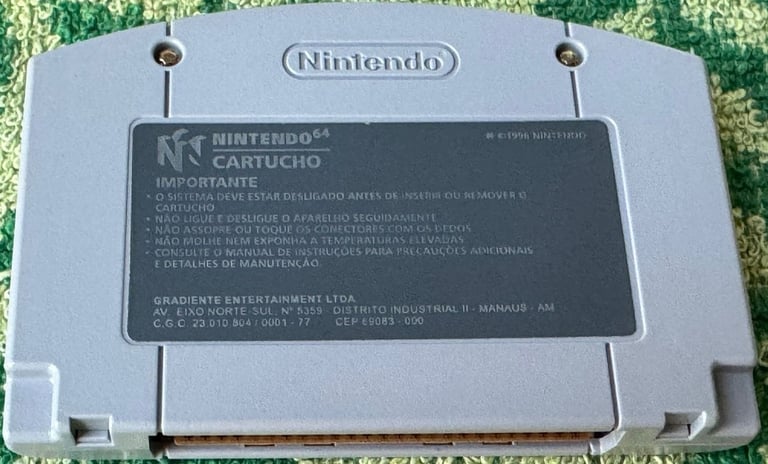 Nintendo
NINTENDO 64
® ©1996 NINTENDO
CARTUCHO
IMPORTANTE
• O SISTEMA DEVE ESTAR DESLIGADO ANTES DE INSERIR OU REMOVER O
CARTUCHO
• NÃO LIGUE E DESLIGUE O APARELHO SEGUIDAMENTE
• NÃO ASSOPRE OU TOQUE OS CONECTORES COM OS DEDOS
• NÃO MOLHE NEM EXPONHA A TEMPERATURAS ELEVADAS
• CONSULTE O MANUAL DE INSTRUÇÕES PARA PRECAUÇÕES ADICIONAIS
E DETALHES DE MANUTENÇÃO.
GRADIENTE ENTERTAINMENT LTDA
AV. EIXO NORTE-SUL, Nº 5359 - DISTRITO INDUSTRIAL II - MANAUS - AM
C.G.C. 23.010.804 / 0001 - 77 CEP 69083 - 000